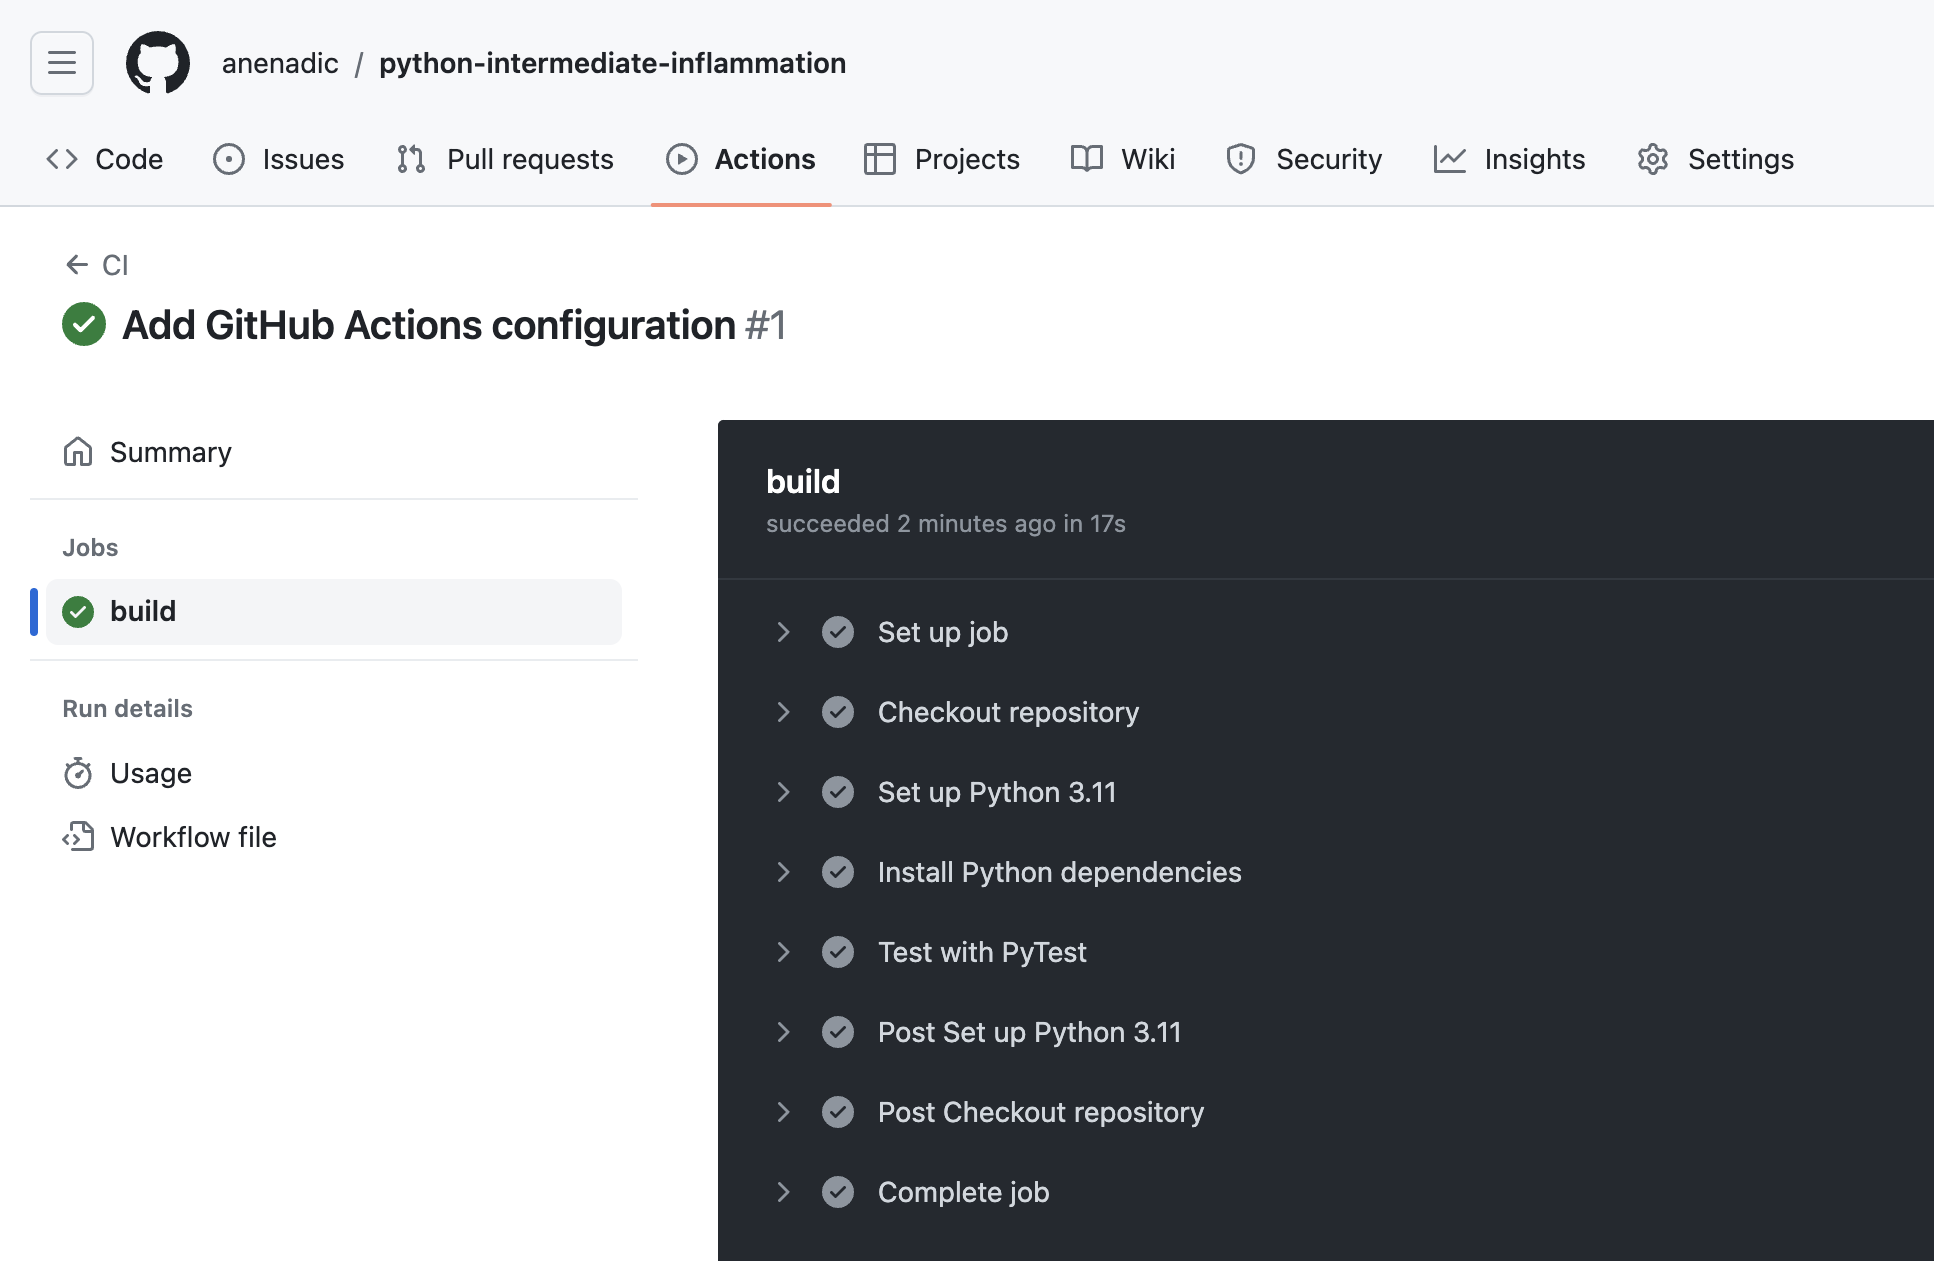 anenadic / python-intermediate-inflammation
Code Issues Pull requests Actions Projects Wiki Security Insights Settings
CI
Add GitHub Actions configuration #1
Summary
Jobs
build
Run details
Usage
Workflow file
build
succeeded 2 minutes ago in 17s
Set up job
Checkout repository
Set up Python 3.11
Install Python dependencies
Test with PyTest
Post Set up Python 3.11
Post Checkout repository
Complete job